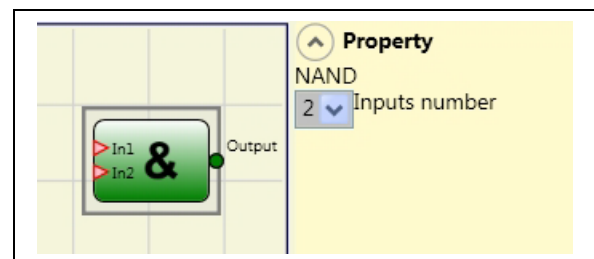 Property
NAND
2 Inputs number
In1
In2
&
Output